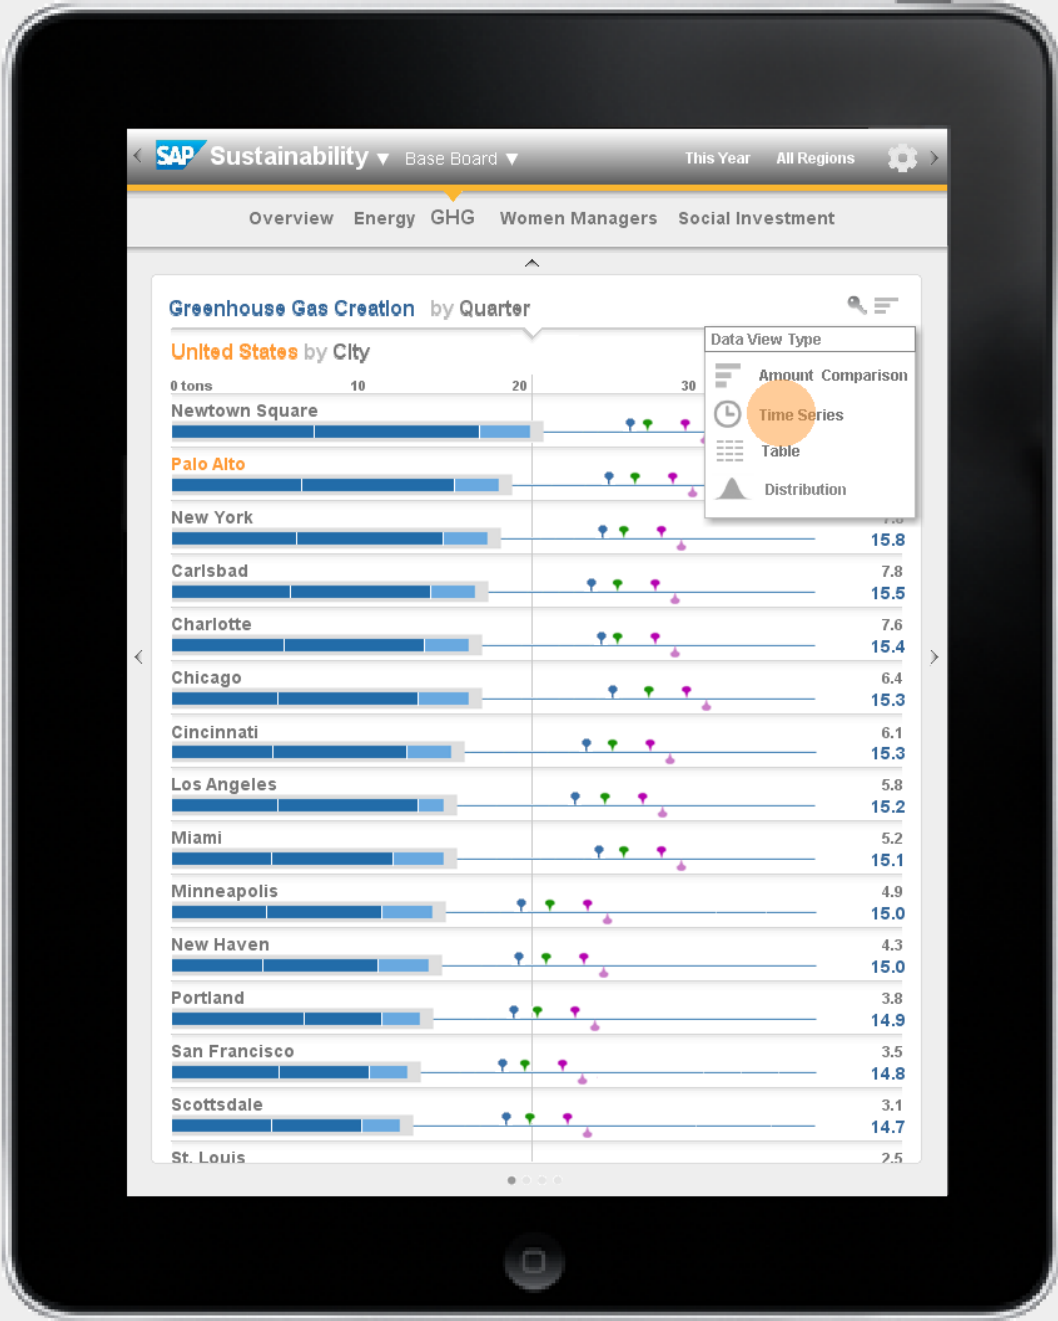 SAP Sustainability ▼ Base Board ▼ This Year All Regions
Overview Energy GHG Women Managers Social Investment
Greenhouse Gas Creation by Quarter
United States by City
Data View Type
Amount Comparison
Time Series
Table
Distribution
0 tons 10 20 30
Newtown Square
Palo Alto
New York
15.8
Carlsbad 7.8
15.5
Charlotte 7.6
15.4
Chicago 6.4
15.3
Cincinnati 6.1
15.3
Los Angeles 5.8
15.2
Miami 5.2
15.1
Minneapolis 4.9
15.0
New Haven 4.3
15.0
Portland 3.8
14.9
San Francisco 3.5
14.8
Scottsdale 3.1
14.7
St. Louis 2.5